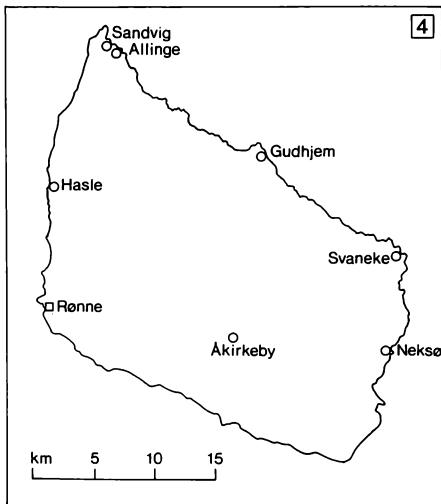 4
Sandvig
Allinge
Gudhjem
Hasle
Svaneke
Rønne
Åkirkeby
Neksø
km 5 10 15